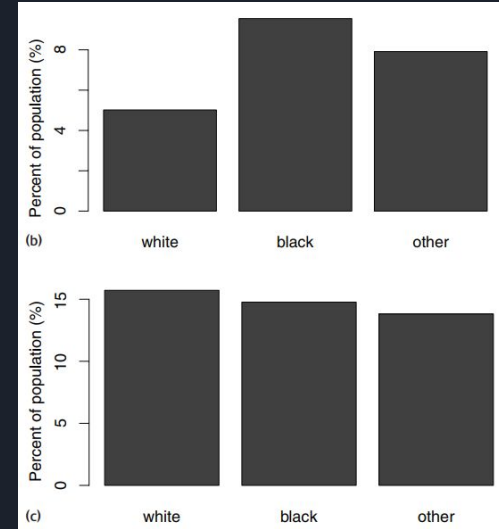 Percent of population (%)
8
4
0
(b)
white black other
Percent of population (%)
15
10
5
0
(c)
white black other